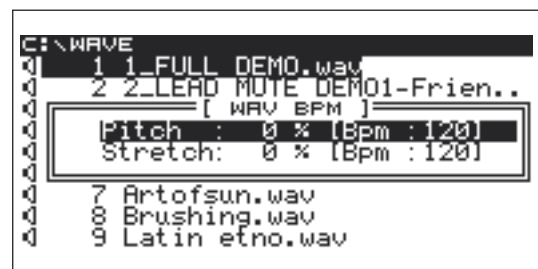 C:\WAVE
1 1_FULL DEMO.wav
2 2_LEAD MUTE DEMO1-Frien..
[ WAV BPM ]
Pitch : 0 % [Bpm :120]
Stretch: 0 % [Bpm :120]
7 Artofsun.wav
8 Brushing.wav
9 Latin etno.wav